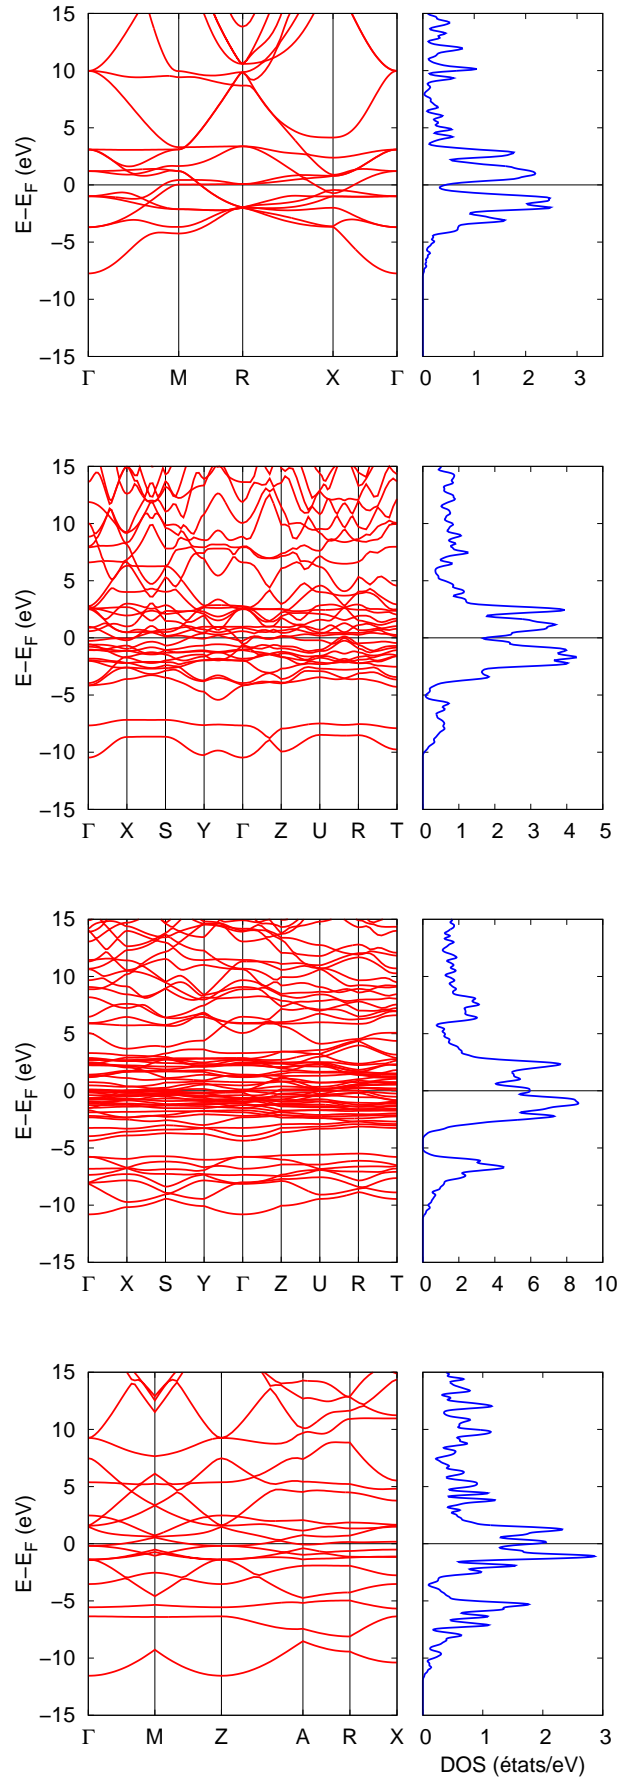 15
10
5
0
−5
−10
−15
E−E_F (eV)
Γ M R X Γ
0 1 2 3
15
10
5
0
−5
−10
−15
E−E_F (eV)
Γ X S Y Γ Z U R T
0 1 2 3 4 5
15
10
5
0
−5
−10
−15
E−E_F (eV)
Γ X S Y Γ Z U R T
0 2 4 6 8 10
15
10
5
0
−5
−10
−15
E−E_F (eV)
Γ M Z A R X
0 1 2 3
DOS (états/eV)